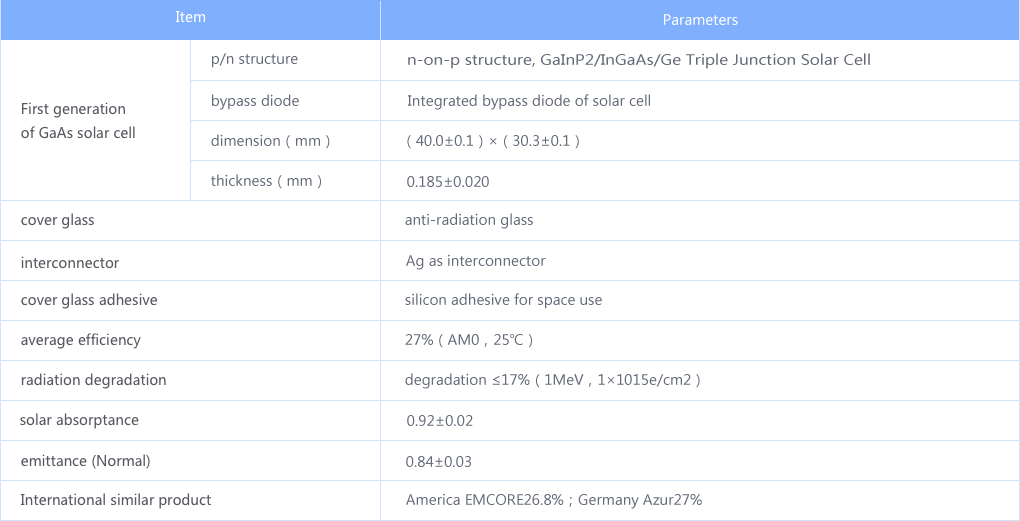 Item
Parameters
First generation
of GaAs solar cell
p/n structure
n-on-p structure, GaInP2/InGaAs/Ge Triple Junction Solar Cell
bypass diode
Integrated bypass diode of solar cell
dimension ( mm )
( 40.0±0.1 ) × ( 30.3±0.1 )
thickness ( mm )
0.185±0.020
cover glass
anti-radiation glass
interconnector
Ag as interconnector
cover glass adhesive
silicon adhesive for space use
average efficiency
27% ( AM0 , 25℃ )
radiation degradation
degradation ≤17% ( 1MeV , 1×1015e/cm2 )
solar absorptance
0.92±0.02
emittance (Normal)
0.84±0.03
International similar product
America EMCORE26.8% ; Germany Azur27%